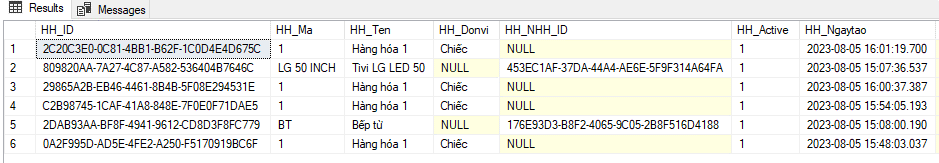 Results Messages
HH_ID HH_Ma HH_Ten HH_Donvi HH_NHH_ID HH_Active HH_Ngaytao
1 2C20C3E0-0C81-4BB1-B62F-1C0D4E4D675C 1 Hàng hóa 1 Chiếc NULL 1 2023-08-05 16:01:19.700
2 809820AA-7A27-4C87-A582-536404B7646C LG 50 INCH Tivi LG LED 50 NULL 453EC1AF-37DA-44A4-AE6E-5F9F314A64FA 1 2023-08-05 15:07:36.537
3 29865A2B-EB46-4461-8B4B-5F08E294531E 1 Hàng hóa 1 Chiếc NULL 1 2023-08-05 16:00:37.387
4 C2B98745-1CAF-41A8-848E-7F0E0F71DAE5 1 Hàng hóa 1 Chiếc NULL 1 2023-08-05 15:54:05.193
5 2DAB93AA-BF8F-4941-9612-CD8D3F8FC779 BT Bếp từ NULL 176E93D3-B8F2-4065-9C05-2B8F516D4188 1 2023-08-05 15:08:00.190
6 0A2F995D-AD5E-4FE2-A250-F5170919BC6F 1 Hàng hóa 1 Chiếc NULL 1 2023-08-05 15:48:03.037